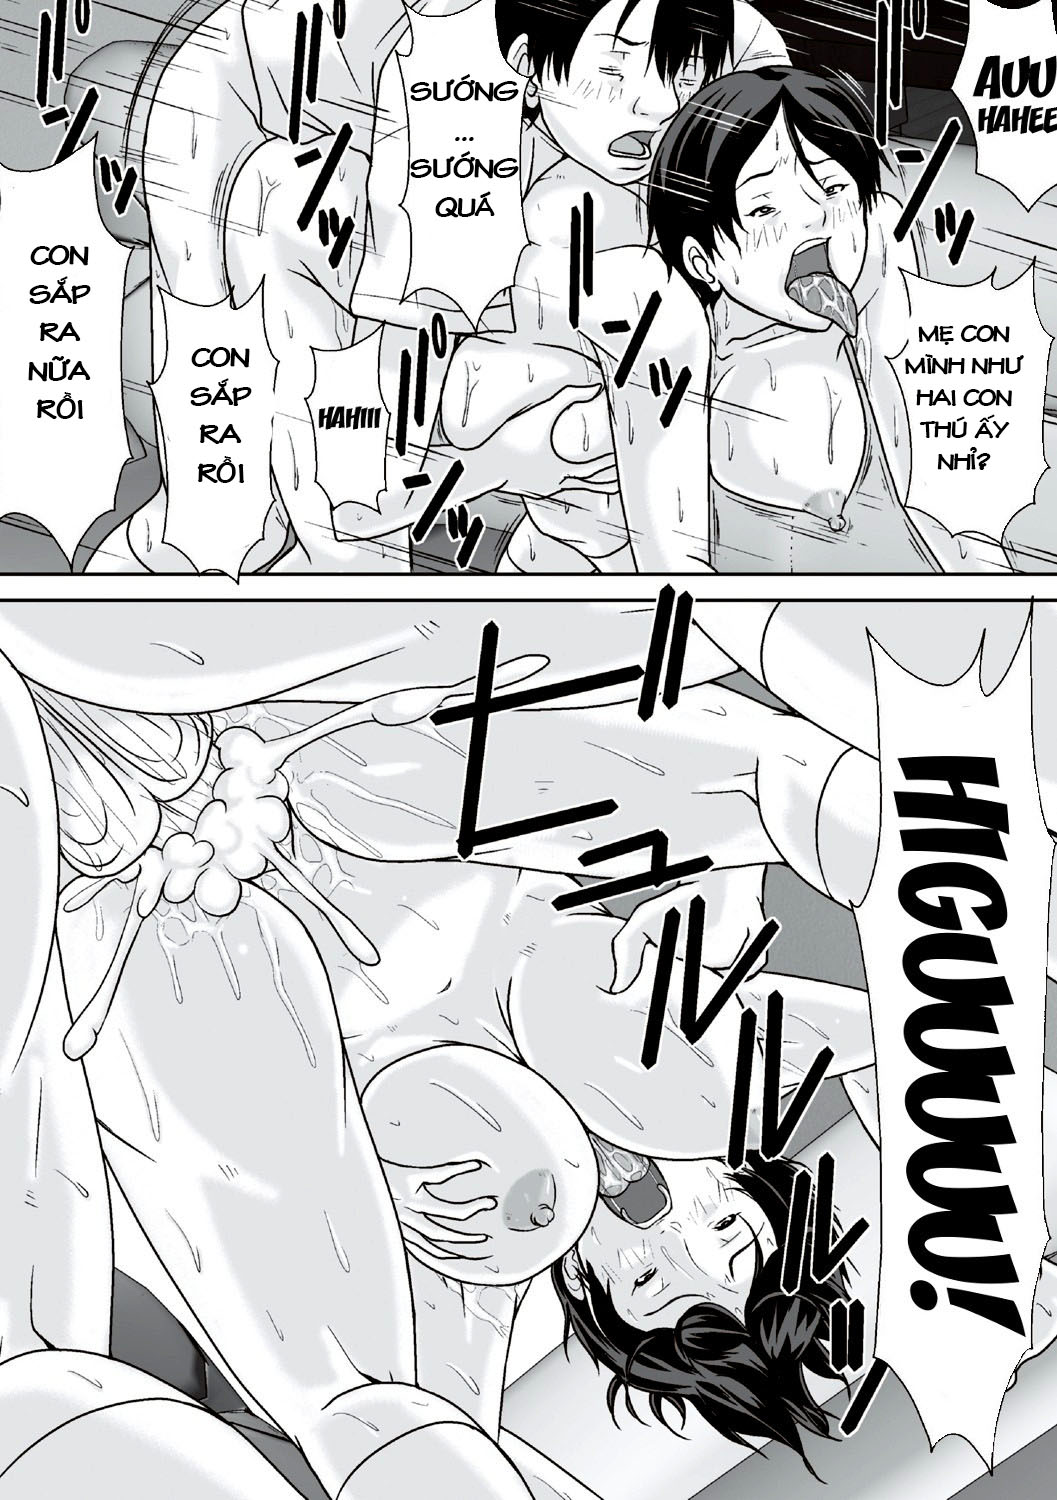 AUU
HAHEE
MẸ CON
MÌNH NHƯ
HAI CON
THÚ ẤY
NHỈ?
SƯỚNG
...
SƯỚNG
QUÁ
HAHIII
CON
SẮP
RA
RỒI
CON
SẮP
RA
NỮA
RỒI
HIGUUUUU!